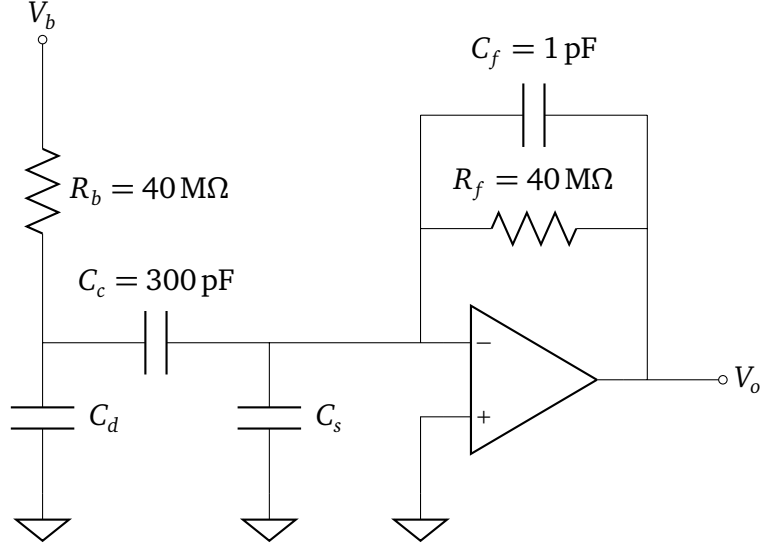 V_b
C_f = 1 pF
R_b = 40 MΩ
R_f = 40 MΩ
C_c = 300 pF
−
V_o
C_d
C_s
+